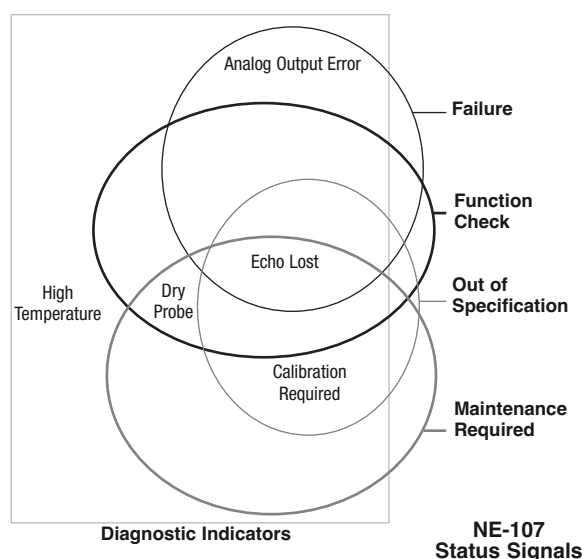 Analog Output Error
Failure
Function
Check
Echo Lost
High
Temperature
Dry
Probe
Out of
Specification
Calibration
Required
Maintenance
Required
Diagnostic Indicators
NE-107
Status Signals